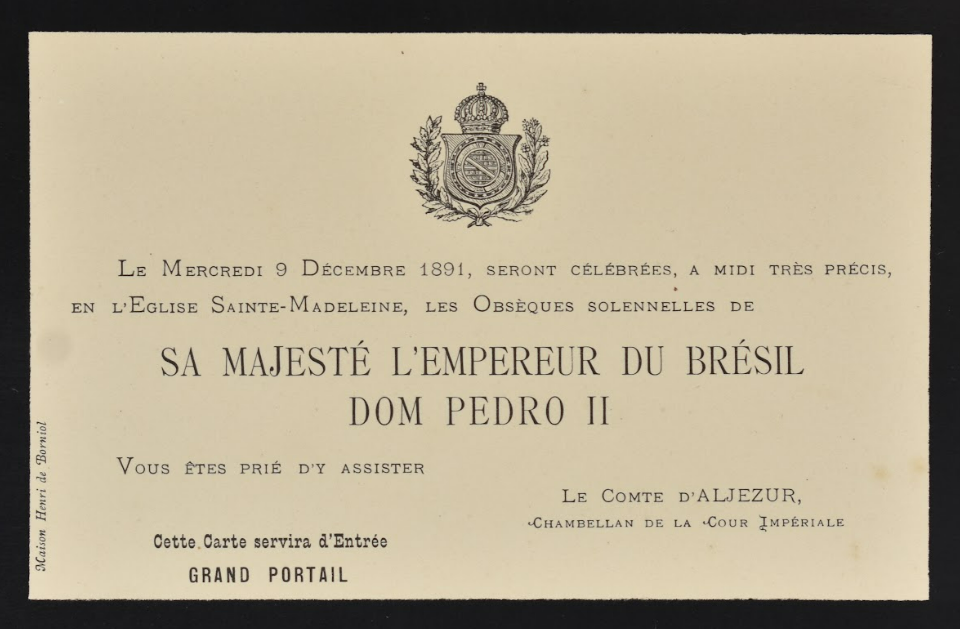 Le Mercredi 9 Décembre 1891, seront célébrées, a midi très précis,
en l'Eglise Sainte-Madeleine, les Obsèques solennelles de
SA MAJESTÉ L'EMPEREUR DU BRÉSIL
DOM PEDRO II
Vous êtes prié d'y assister
Le Comte d'ALJEZUR,
Chambellan de la Cour Impériale
Cette Carte servira d'Entrée
GRAND PORTAIL
Maison Henri de Borniol